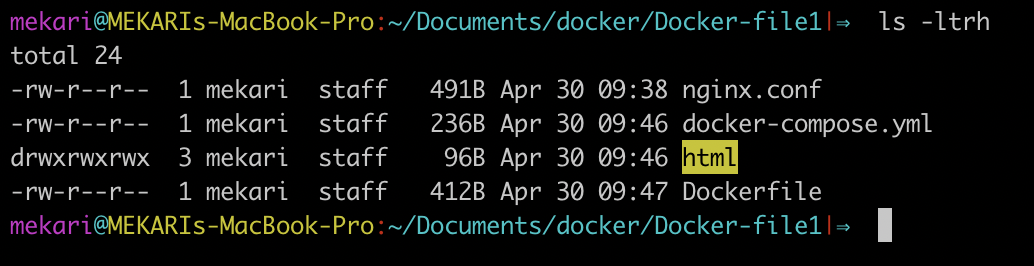 mekari@MEKARIs-MacBook-Pro:~/Documents/docker/Docker-file1|⇒  ls -ltrh
total 24
-rw-r--r--  1 mekari  staff   491B Apr 30 09:38 nginx.conf
-rw-r--r--  1 mekari  staff   236B Apr 30 09:46 docker-compose.yml
drwxrwxrwx  3 mekari  staff    96B Apr 30 09:46 html
-rw-r--r--  1 mekari  staff   412B Apr 30 09:47 Dockerfile
mekari@MEKARIs-MacBook-Pro:~/Documents/docker/Docker-file1|⇒